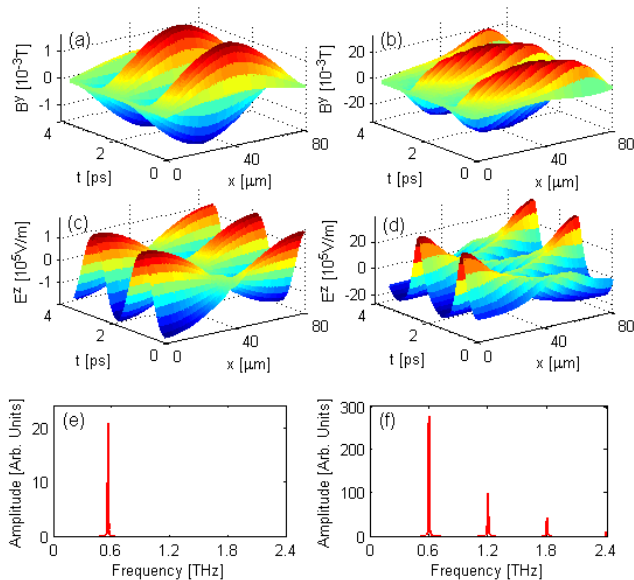 (a)
B^y [10^-3T]
1
0
-1
4
2
0
t [ps]
0
40
80
x [µm]
(b)
B^y [10^-3T]
20
0
-20
4
2
0
t [ps]
0
40
80
x [µm]
(c)
E^z [10^5V/m]
1
0
-1
4
2
0
t [ps]
0
40
80
x [µm]
(d)
E^z [10^5V/m]
20
0
-20
4
2
0
t [ps]
0
40
80
x [µm]
(e)
Amplitude [Arb. Units]
20
10
0
0 0.6 1.2 1.8 2.4
Frequency [THz]
(f)
Amplitude [Arb. Units]
300
200
100
0
0 0.6 1.2 1.8 2.4
Frequency [THz]